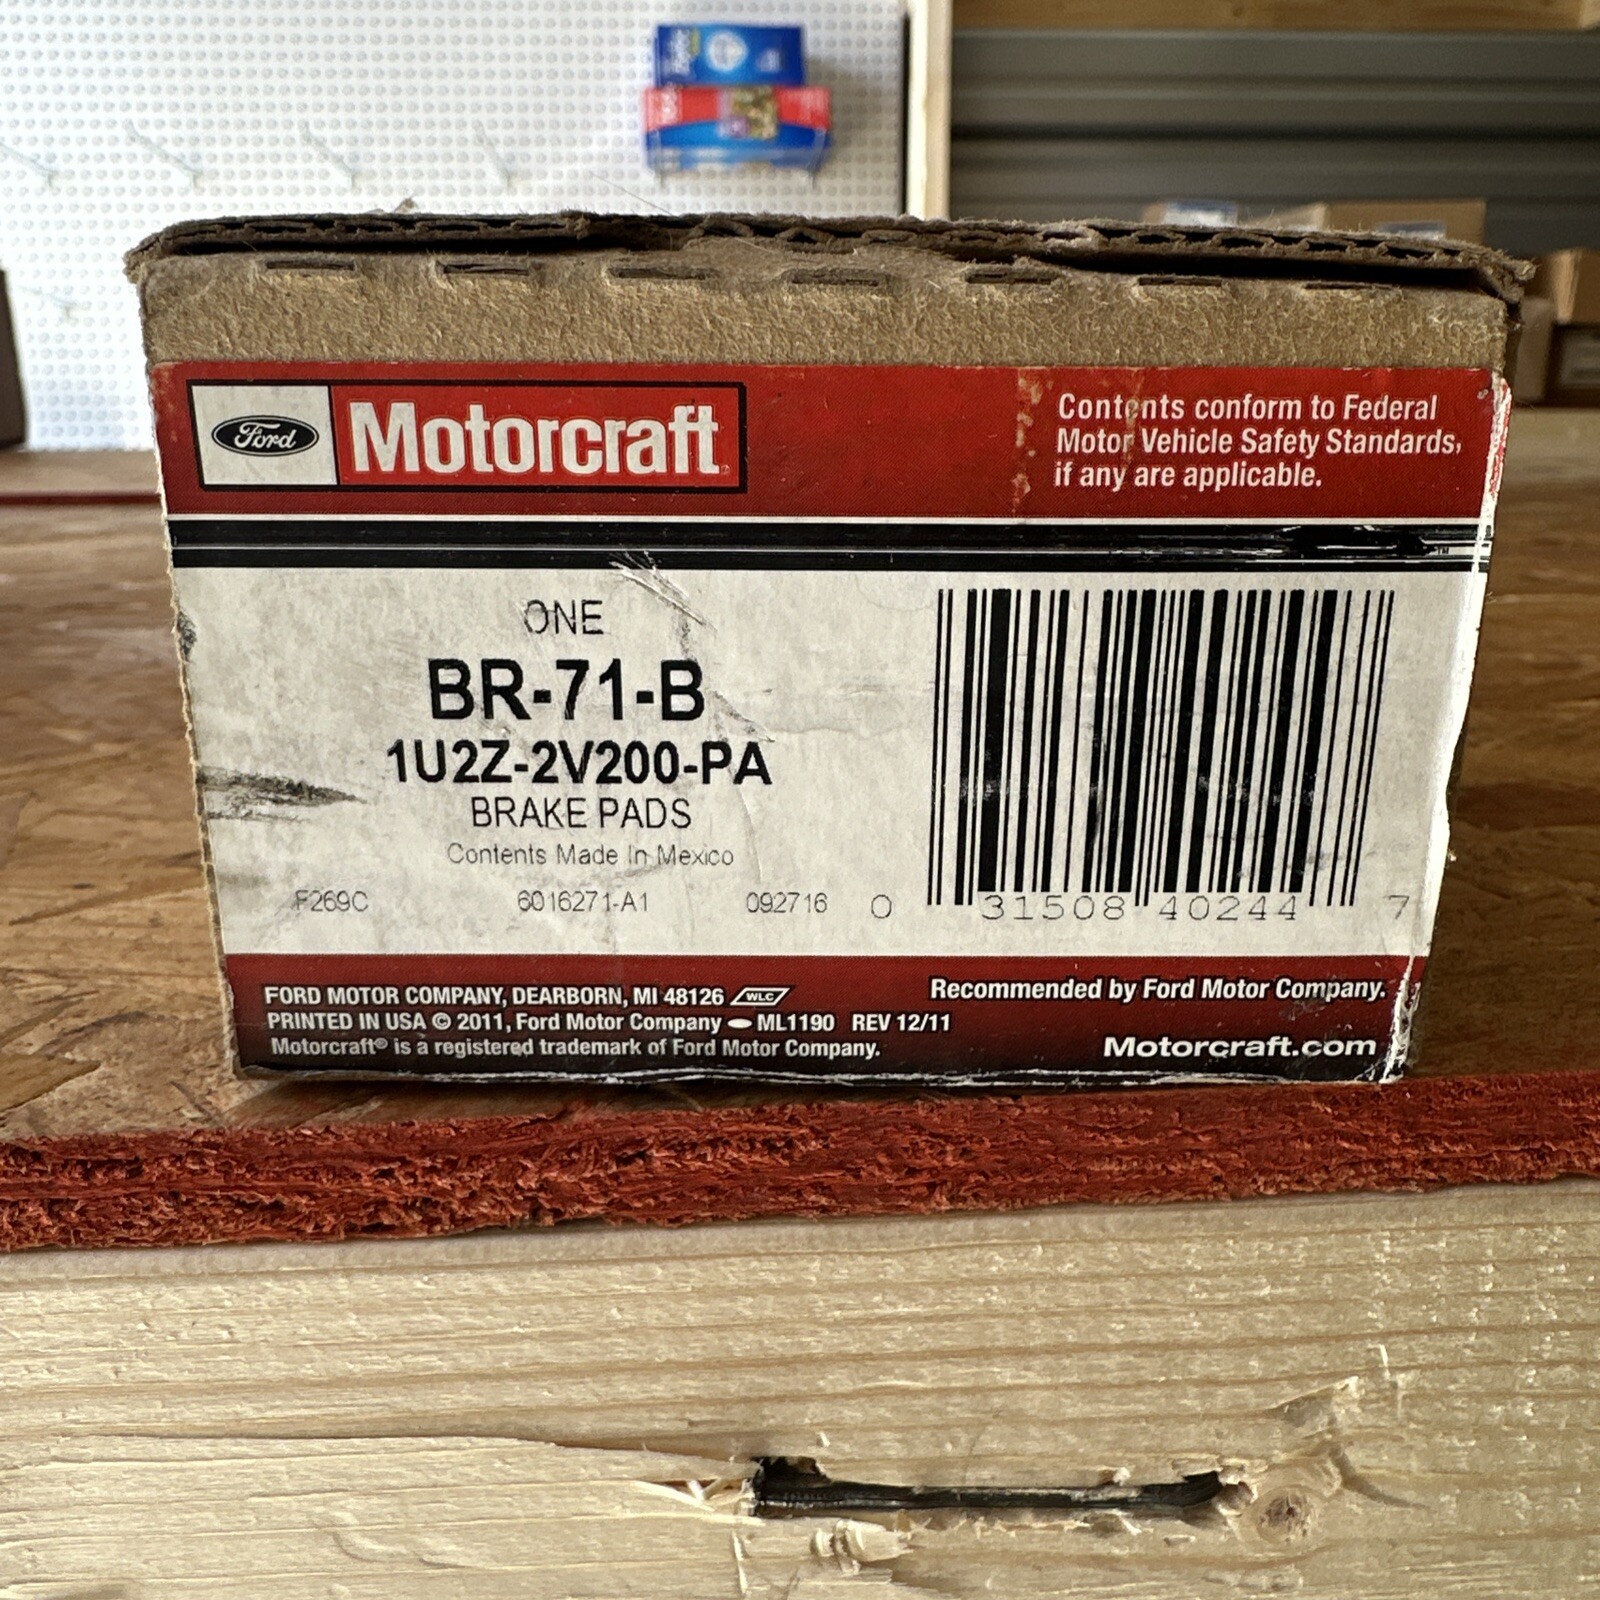 Ford
Motorcraft
Contents conform to Federal
Motor Vehicle Safety Standards,
if any are applicable.
TM
ONE
BR-71-B
1U2Z-2V200-PA
BRAKE PADS
Contents Made In Mexico
F269C 6016271-A1 092716
0 31508 40244 7
FORD MOTOR COMPANY, DEARBORN, MI 48126 WLC
PRINTED IN USA © 2011, Ford Motor Company ML1190 REV 12/11
Motorcraft® is a registered trademark of Ford Motor Company.
Recommended by Ford Motor Company.
Motorcraft.com